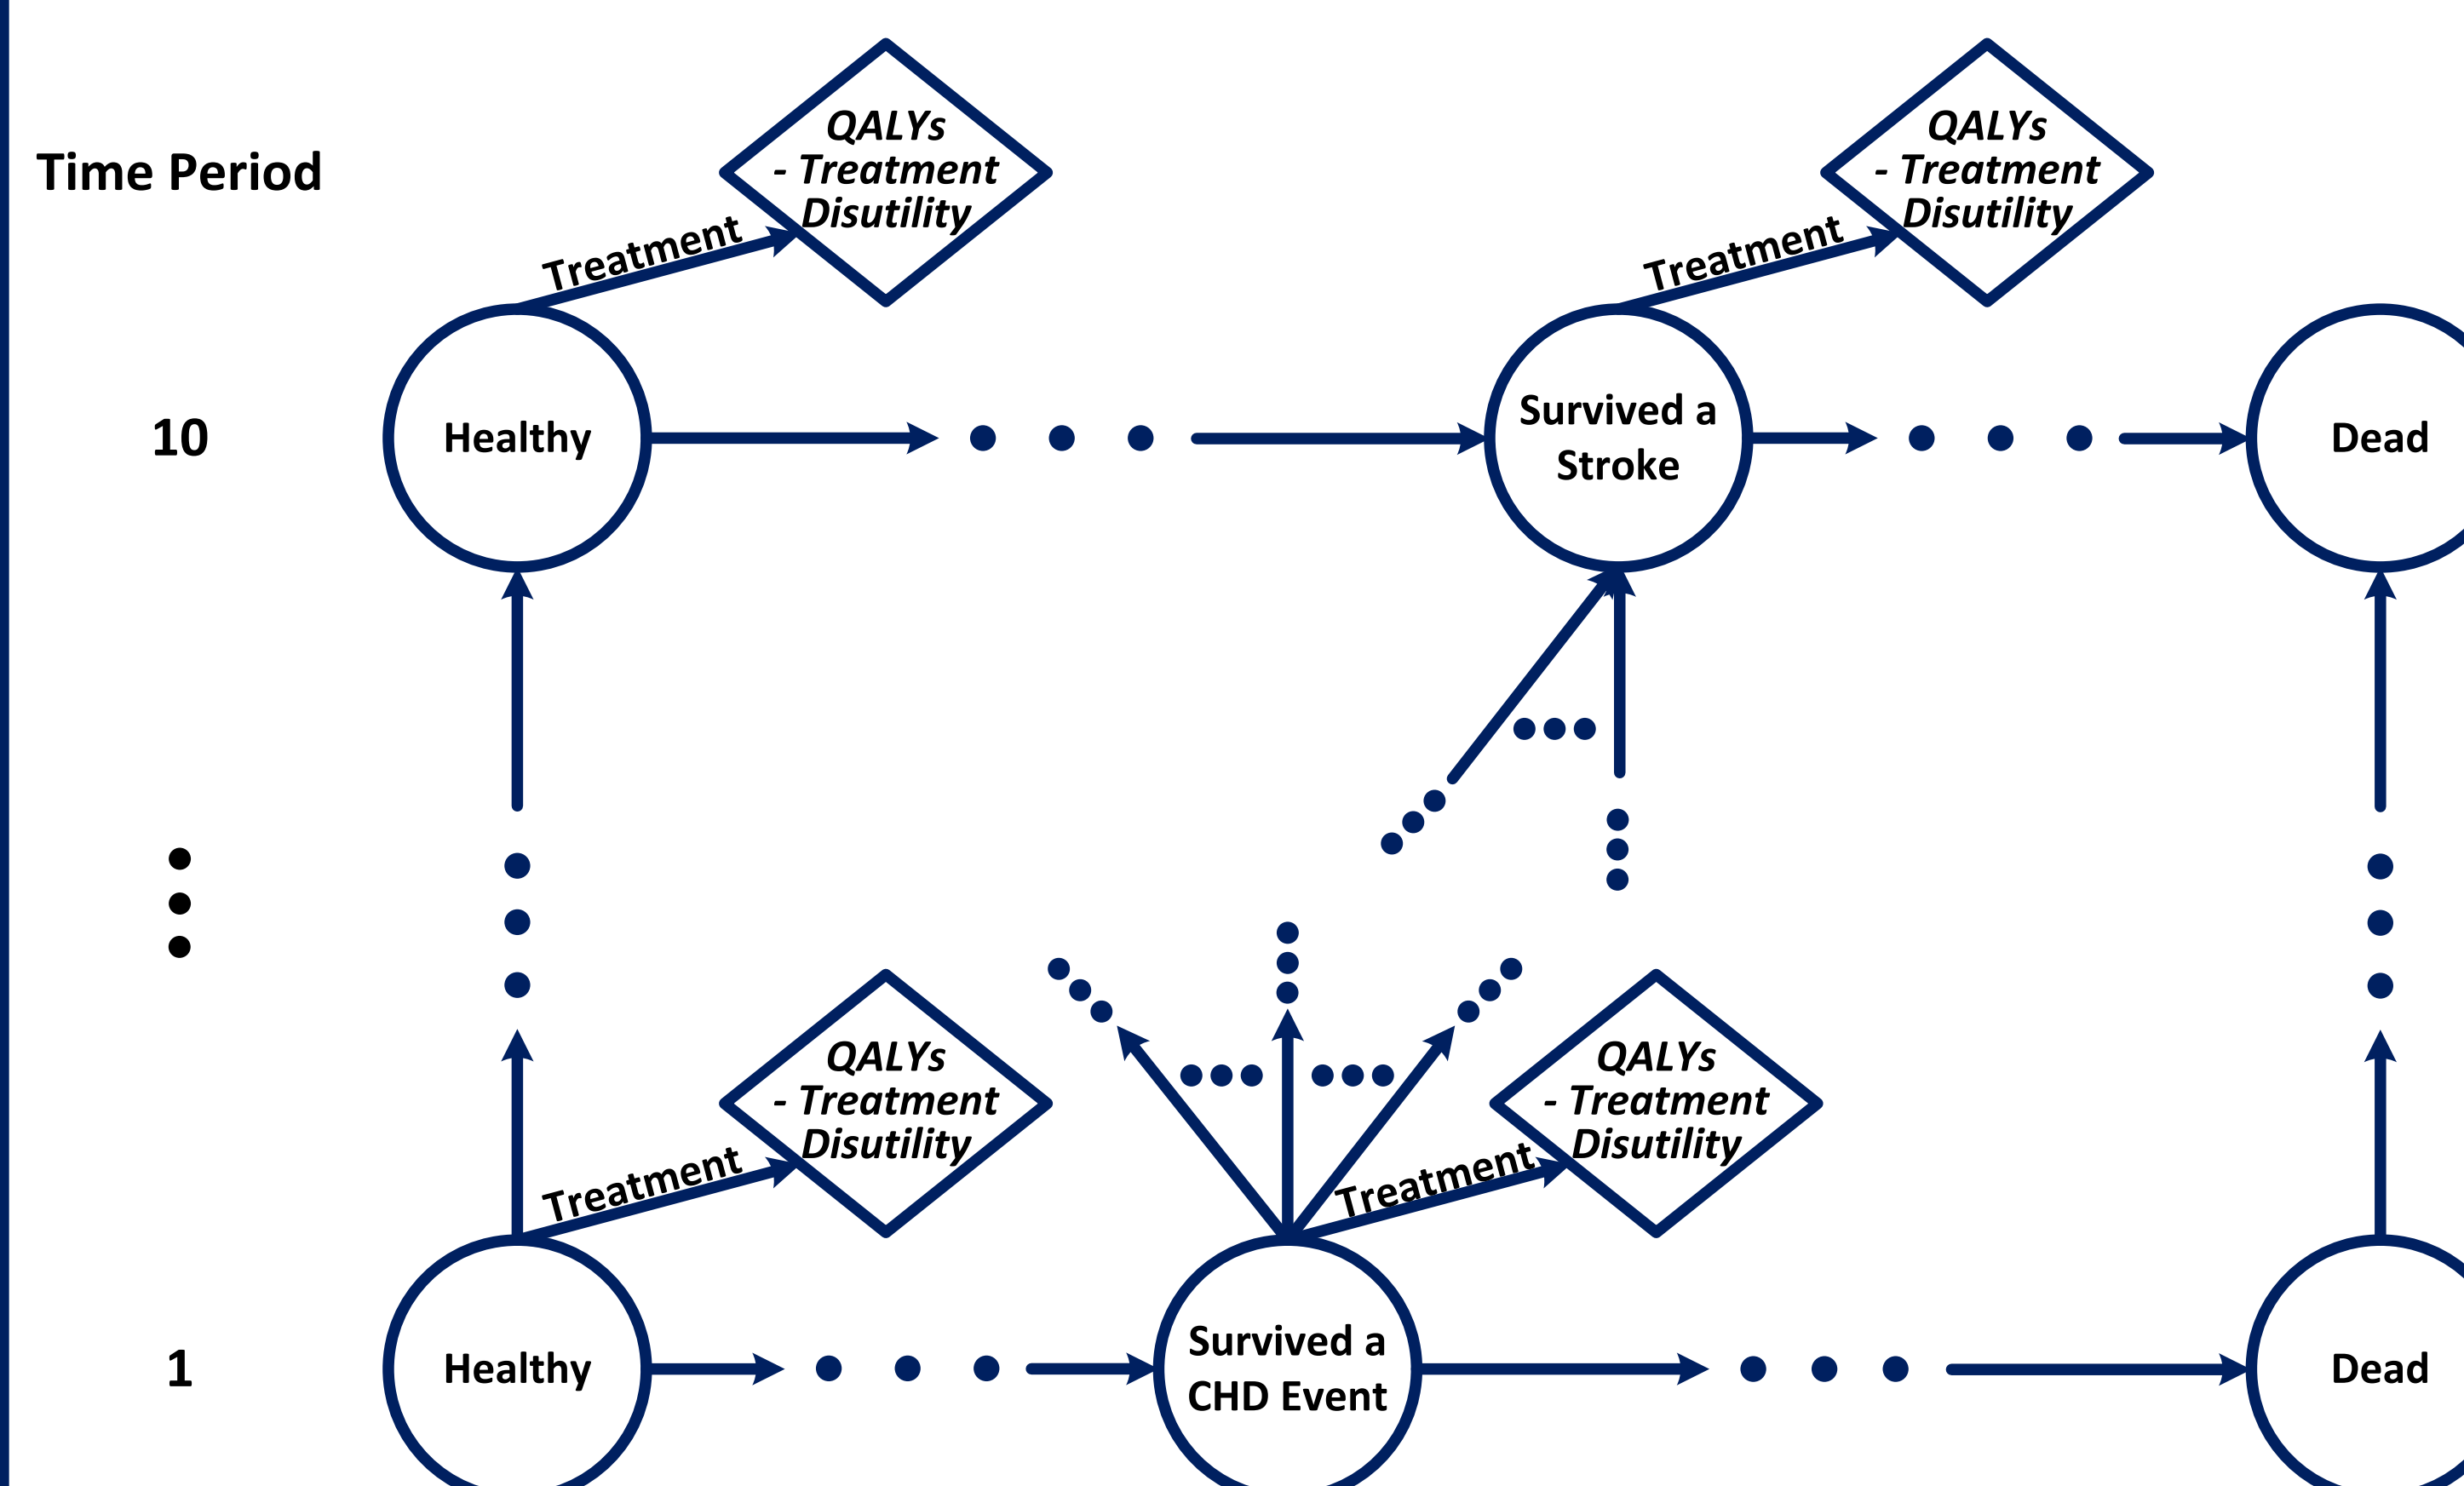 QALYs
- Treatment
Disutility
QALYs
- Treatment
Disutility
Time Period
Treatment
Treatment
10
Healthy
Survived a
Stroke
Dead
QALYs
- Treatment
Disutility
QALYs
- Treatment
Disutility
Treatment
Treatment
1
Healthy
Survived a
CHD Event
Dead